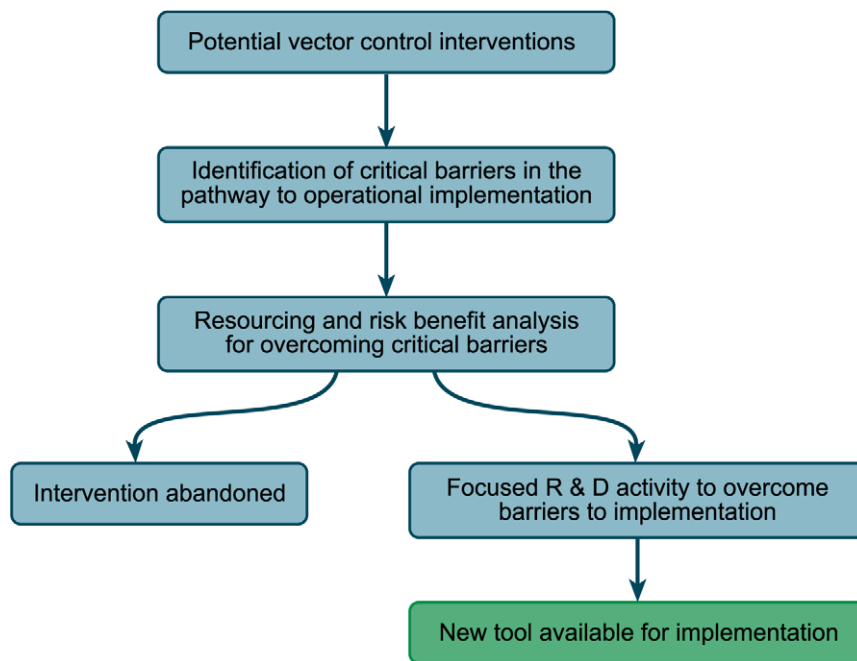 Potential vector control interventions
Identification of critical barriers in the
pathway to operational implementation
Resourcing and risk benefit analysis
for overcoming critical barriers
Intervention abandoned
Focused R & D activity to overcome
barriers to implementation
New tool available for implementation